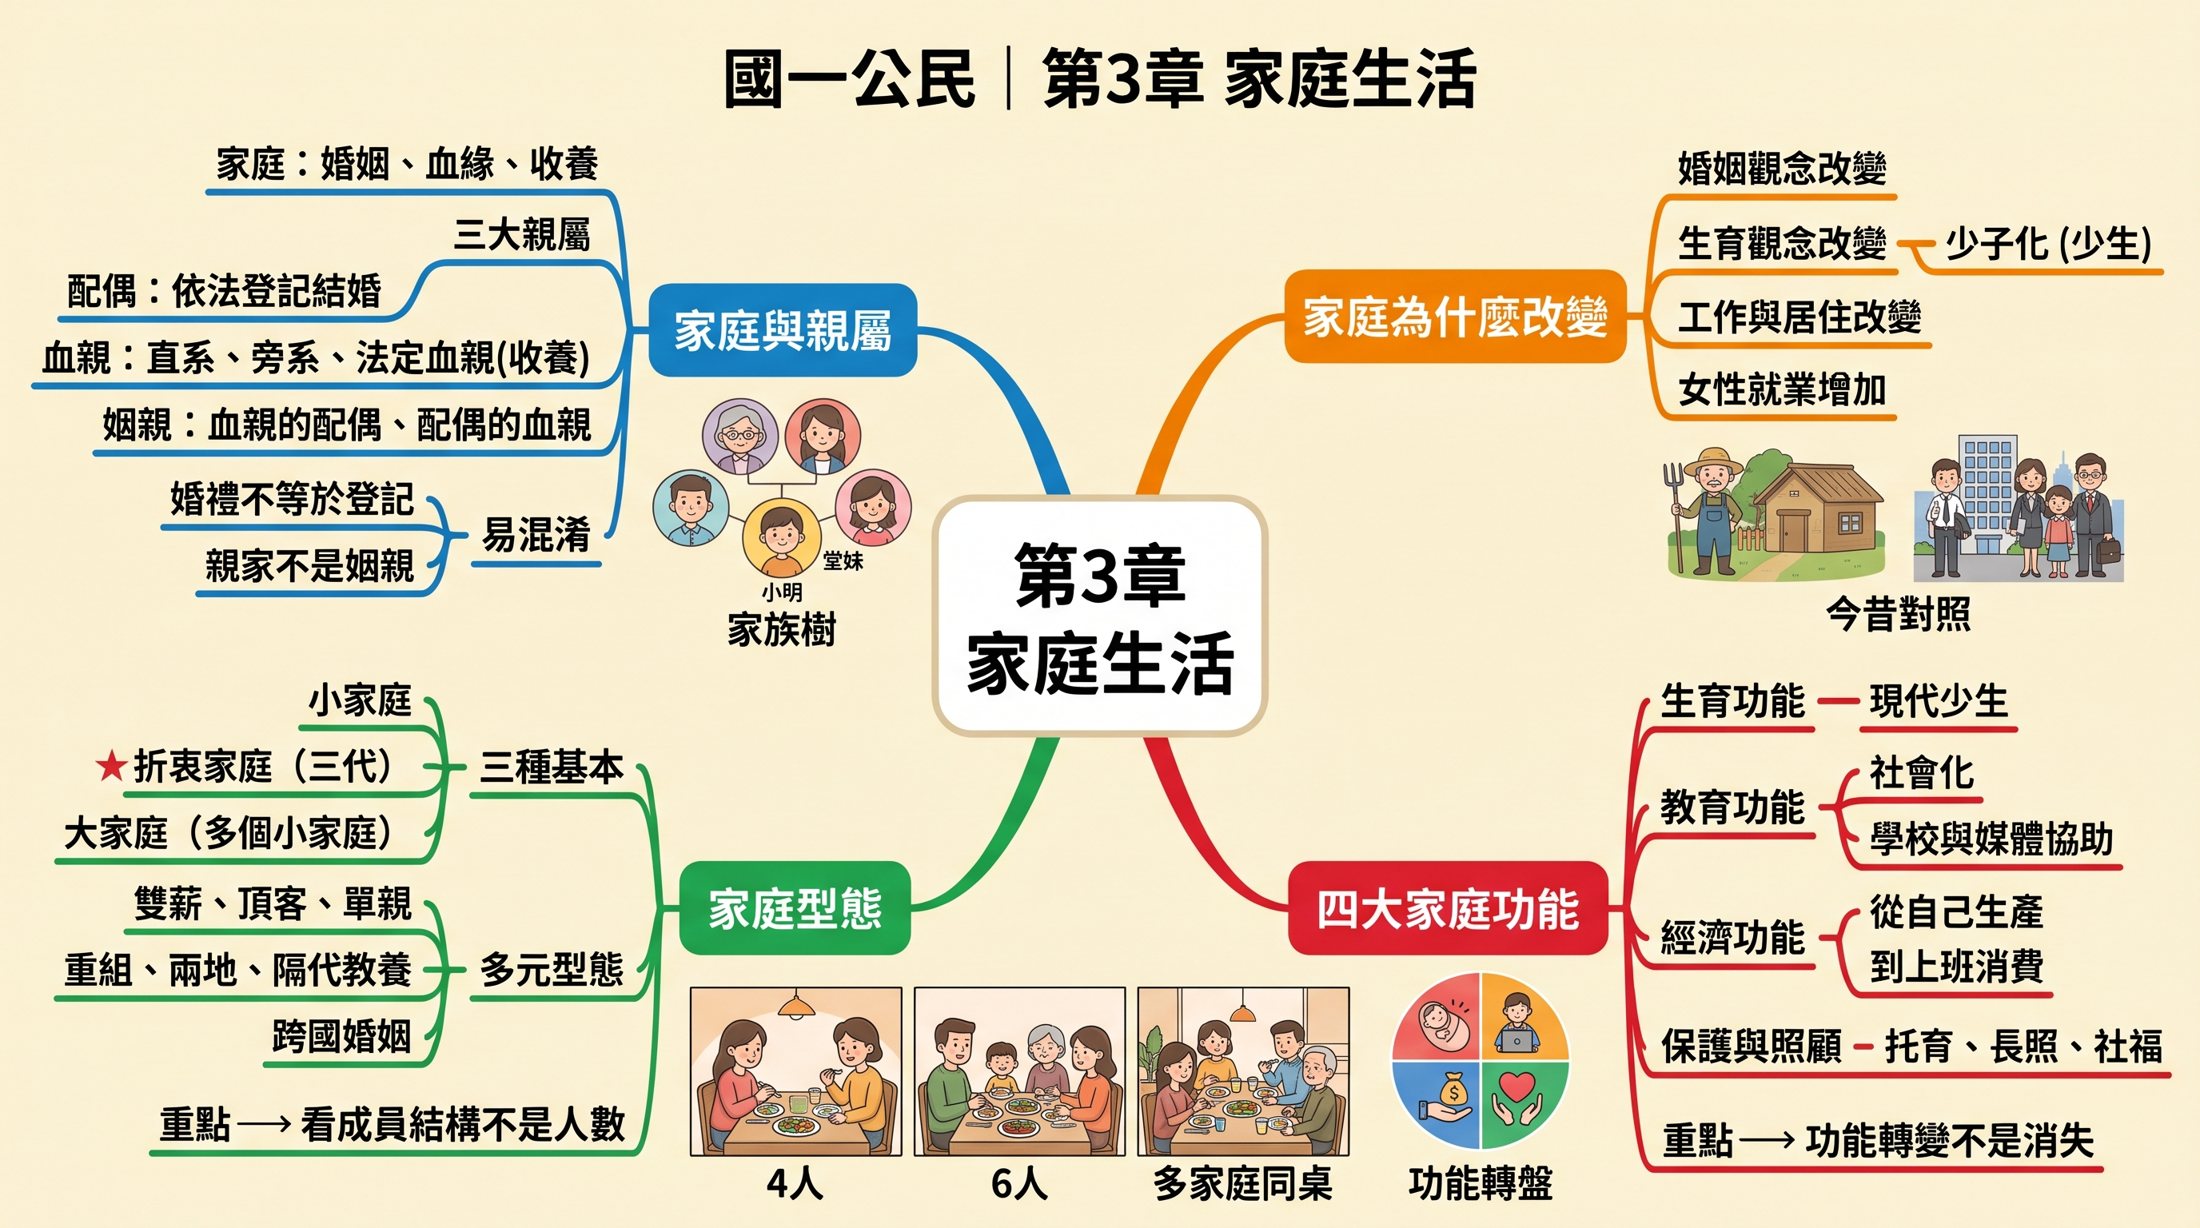 國一公民｜第3章 家庭生活
家庭：婚姻、血緣、收養
三大親屬
配偶：依法登記結婚
血親：直系、旁系、法定血親(收養)
姻親：血親的配偶、配偶的血親
婚禮不等於登記
親家不是姻親
易混淆
家庭與親屬
堂妹
小明
家族樹
家庭為什麼改變
婚姻觀念改變
生育觀念改變
少子化 (少生)
工作與居住改變
女性就業增加
今昔對照
第3章
家庭生活
小家庭
★折衷家庭（三代）
大家庭（多個小家庭）
三種基本
雙薪、頂客、單親
重組、兩地、隔代教養
跨國婚姻
多元型態
重點→看成員結構不是人數
家庭型態
4人
6人
多家庭同桌
四大家庭功能
生育功能
現代少生
教育功能
社會化
學校與媒體協助
經濟功能
從自己生產
到上班消費
保護與照顧
托育、長照、社福
重點→功能轉變不是消失
$
功能轉盤